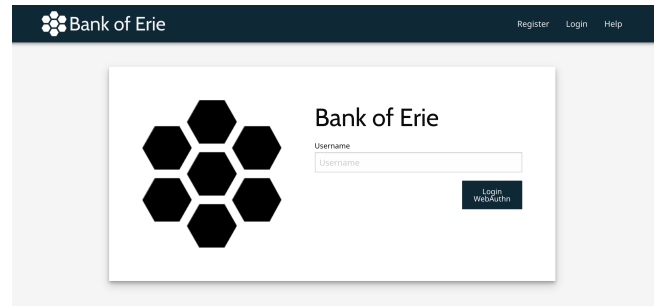 Bank of Erie
Register Login Help
Bank of Erie
Username
Username
Login
WebAuthn